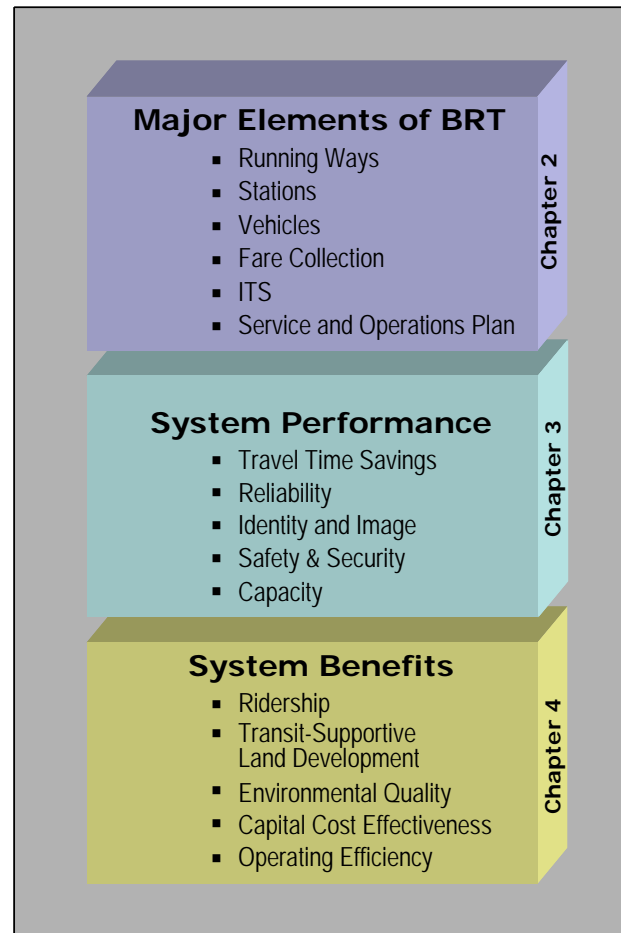 Major Elements of BRT
▪ Running Ways
▪ Stations
▪ Vehicles
▪ Fare Collection
▪ ITS
▪ Service and Operations Plan
Chapter 2
System Performance
▪ Travel Time Savings
▪ Reliability
▪ Identity and Image
▪ Safety & Security
▪ Capacity
Chapter 3
System Benefits
▪ Ridership
▪ Transit-Supportive
Land Development
▪ Environmental Quality
▪ Capital Cost Effectiveness
▪ Operating Efficiency
Chapter 4